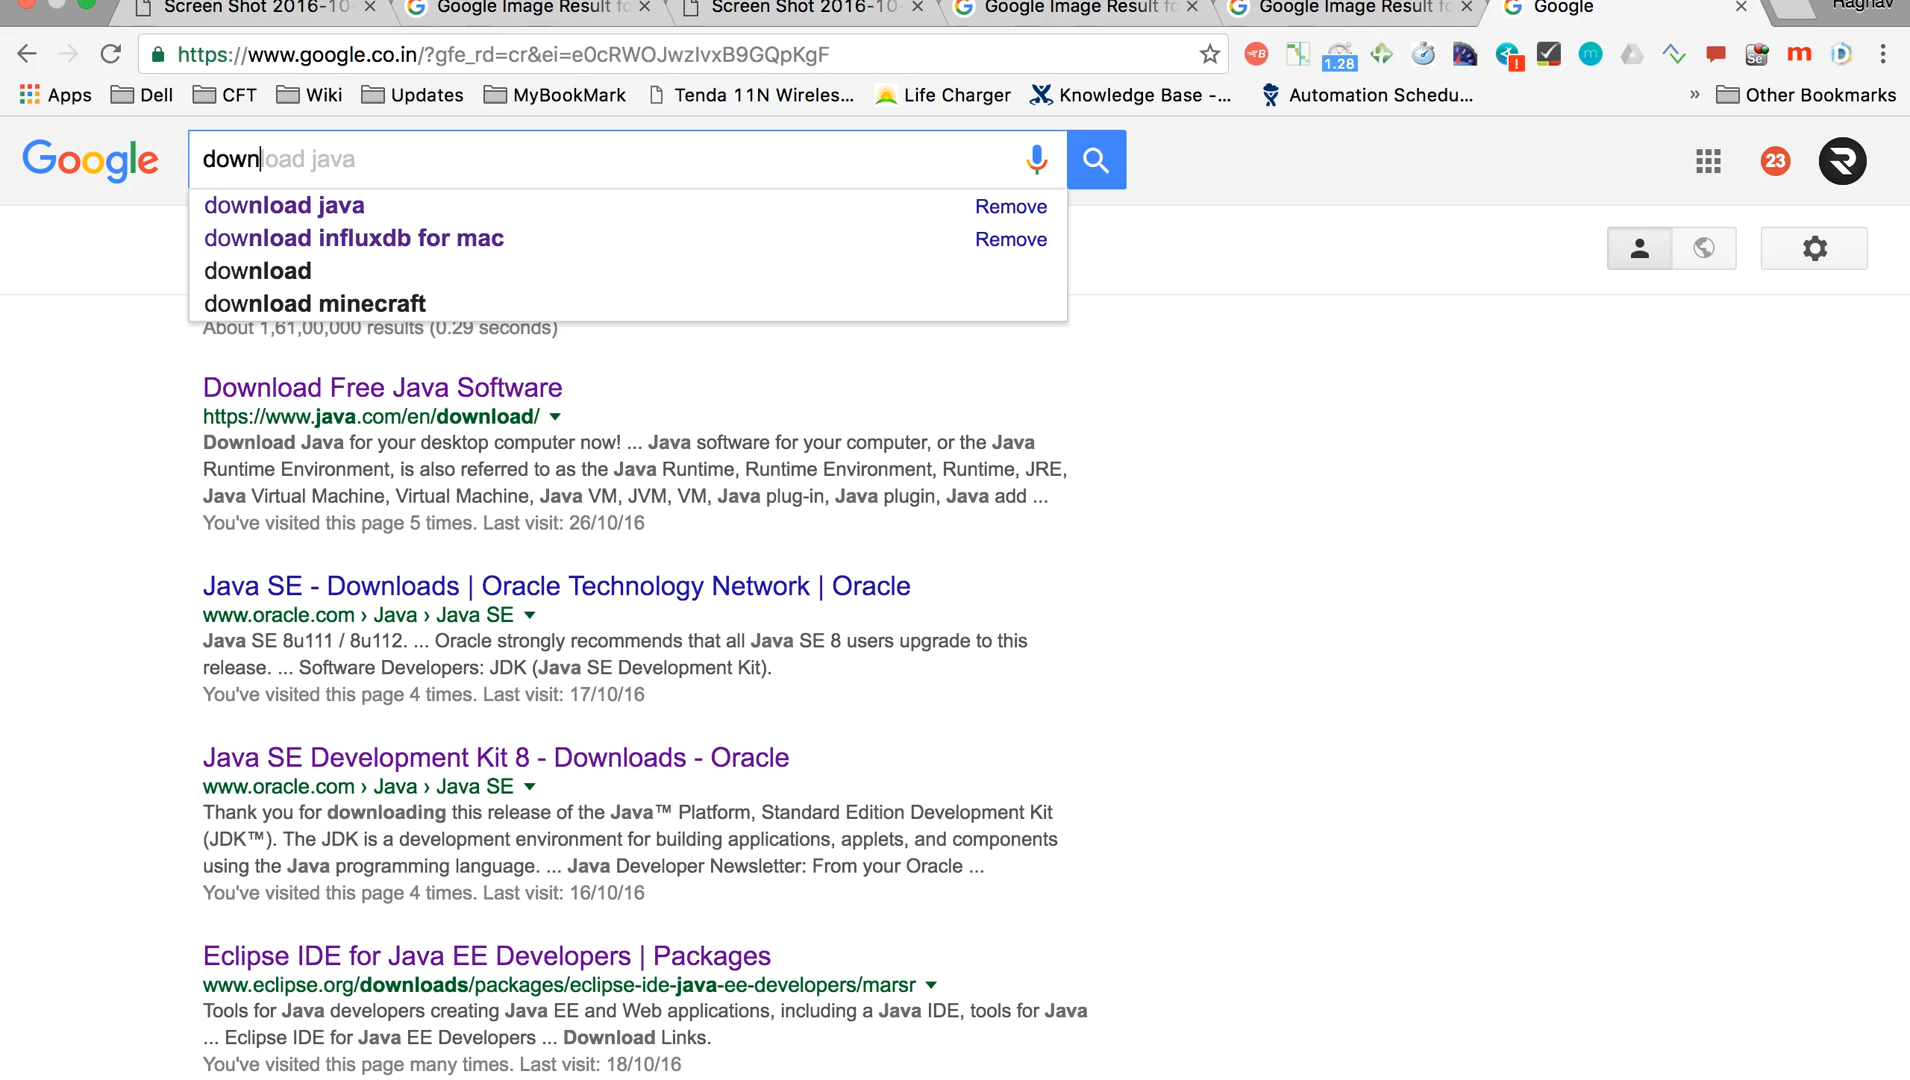 Screen Shot 2016-10-
Google Image Result fo
Screen Shot 2016-10-
Google Image Result fo
Google Image Result fo
Google
Raghav
https://www.google.co.in/?gfe_rd=cr&ei=e0cRWOJwzIvxB9GQpKgF
1.28
Se
m
D
Apps
Dell
CFT
Wiki
Updates
MyBookMark
Tenda 11N Wireles...
Life Charger
Knowledge Base -...
Automation Schedu...
»
Other Bookmarks
Google
download java
23
download java
Remove
download influxdb for mac
Remove
download
download minecraft
About 1,61,00,000 results (0.29 seconds)
Download Free Java Software
https://www.java.com/en/download/
Download Java for your desktop computer now! ... Java software for your computer, or the Java
Runtime Environment, is also referred to as the Java Runtime, Runtime Environment, Runtime, JRE,
Java Virtual Machine, Virtual Machine, Java VM, JVM, VM, Java plug-in, Java plugin, Java add ...
You've visited this page 5 times. Last visit: 26/10/16
Java SE - Downloads | Oracle Technology Network | Oracle
www.oracle.com › Java › Java SE
Java SE 8u111 / 8u112. ... Oracle strongly recommends that all Java SE 8 users upgrade to this
release. ... Software Developers: JDK (Java SE Development Kit).
You've visited this page 4 times. Last visit: 17/10/16
Java SE Development Kit 8 - Downloads - Oracle
www.oracle.com › Java › Java SE
Thank you for downloading this release of the Java™ Platform, Standard Edition Development Kit
(JDK™). The JDK is a development environment for building applications, applets, and components
using the Java programming language. ... Java Developer Newsletter: From your Oracle ...
You've visited this page 4 times. Last visit: 16/10/16
Eclipse IDE for Java EE Developers | Packages
www.eclipse.org/downloads/packages/eclipse-ide-java-ee-developers/marsr
Tools for Java developers creating Java EE and Web applications, including a Java IDE, tools for Java
... Eclipse IDE for Java EE Developers ... Download Links.
You've visited this page many times. Last visit: 18/10/16